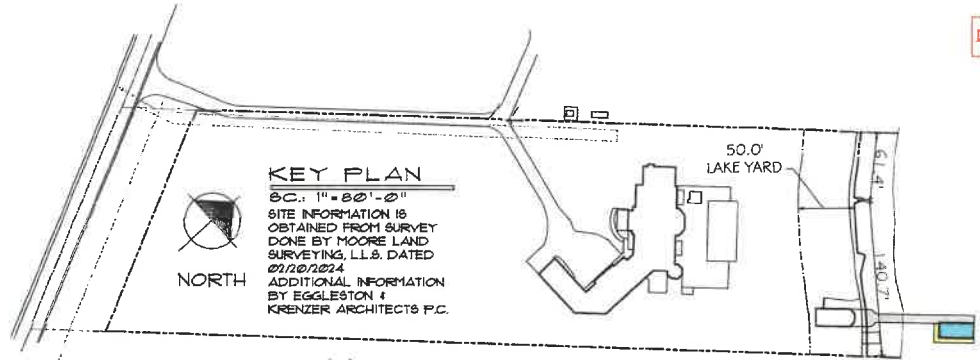 KEY PLAN
SC.: 1"=80'-0"
SITE INFORMATION IS
OBTAINED FROM SURVEY
DONE BY MOORE LAND
SURVEYING, L.L.S. DATED
02/20/2024
ADDITIONAL INFORMATION
BY EGGLESTON &
KRENZER ARCHITECTS P.C.
NORTH
50.0'
LAKE YARD
61.4'
140.7'